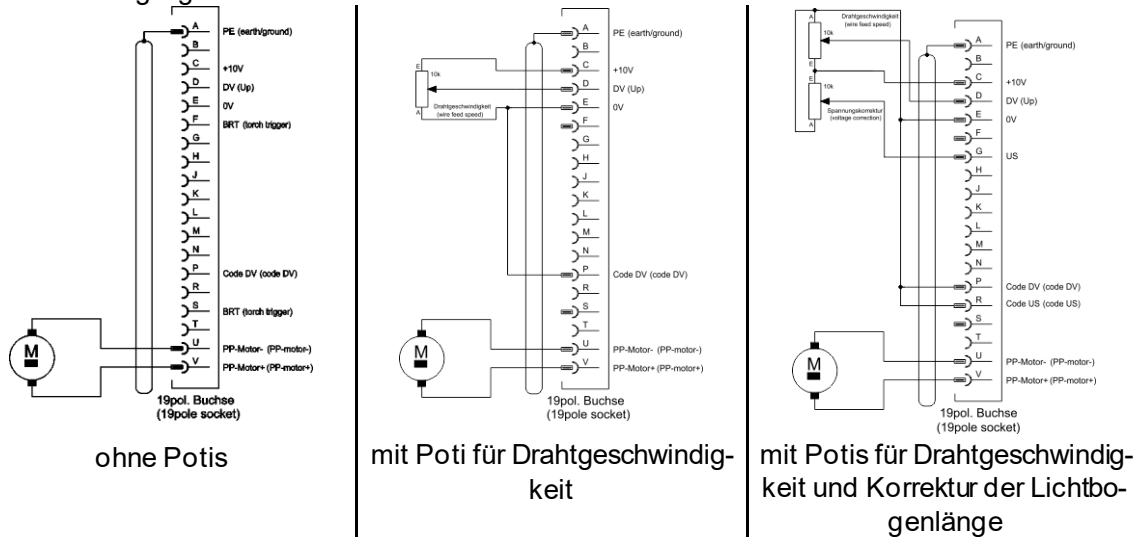 A PE (earth/ground)
B
C +10V
D DV (Up)
E 0V
F BRT (torch trigger)
G
H
J
K
L
M
N
P Code DV (code DV)
R
S BRT (torch trigger)
T
U PP-Motor- (PP-motor-)
V PP-Motor+ (PP-motor+)
M
19pol. Buchse
(19pole socket)
ohne Potis
A PE (earth/ground)
B
C +10V
D DV (Up)
E 0V
F
G
H
J
K
L
M
N
P Code DV (code DV)
R
S
T
U PP-Motor- (PP-motor-)
V PP-Motor+ (PP-motor+)
E
10k
Drahtgeschwindigkeit
(wire feed speed)
A
M
19pol. Buchse
(19pole socket)
mit Poti für Drahtgeschwindig-
keit
A
Drahtgeschwindigkeit
(wire feed speed)
10k
E
E
10k
Spannungskorrektur
(voltage correction)
A
A PE (earth/ground)
B
C +10V
D DV (Up)
E 0V
F
G US
H
J
K
L
M
N
P Code DV (code DV)
R Code US (code US)
S
T
U PP-Motor- (PP-motor-)
V PP-Motor+ (PP-motor+)
M
19pol. Buchse
(19pole socket)
mit Potis für Drahtgeschwindig-
keit und Korrektur der Lichtbo-
genlänge